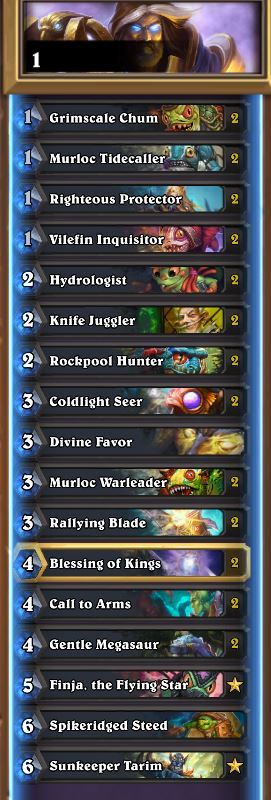 1
1 Grimscale Chum 2
1 Murloc Tidecaller 2
1 Righteous Protector 2
1 Vilefin Inquisitor 2
2 Hydrologist 2
2 Knife Juggler 2
2 Rockpool Hunter 2
3 Coldlight Seer 2
3 Divine Favor
3 Murloc Warleader 2
3 Rallying Blade 2
4 Blessing of Kings 2
4 Call to Arms 2
4 Gentle Megasaur 2
5 Finja, the Flying Star
6 Spikeridged Steed
6 Sunkeeper Tarim